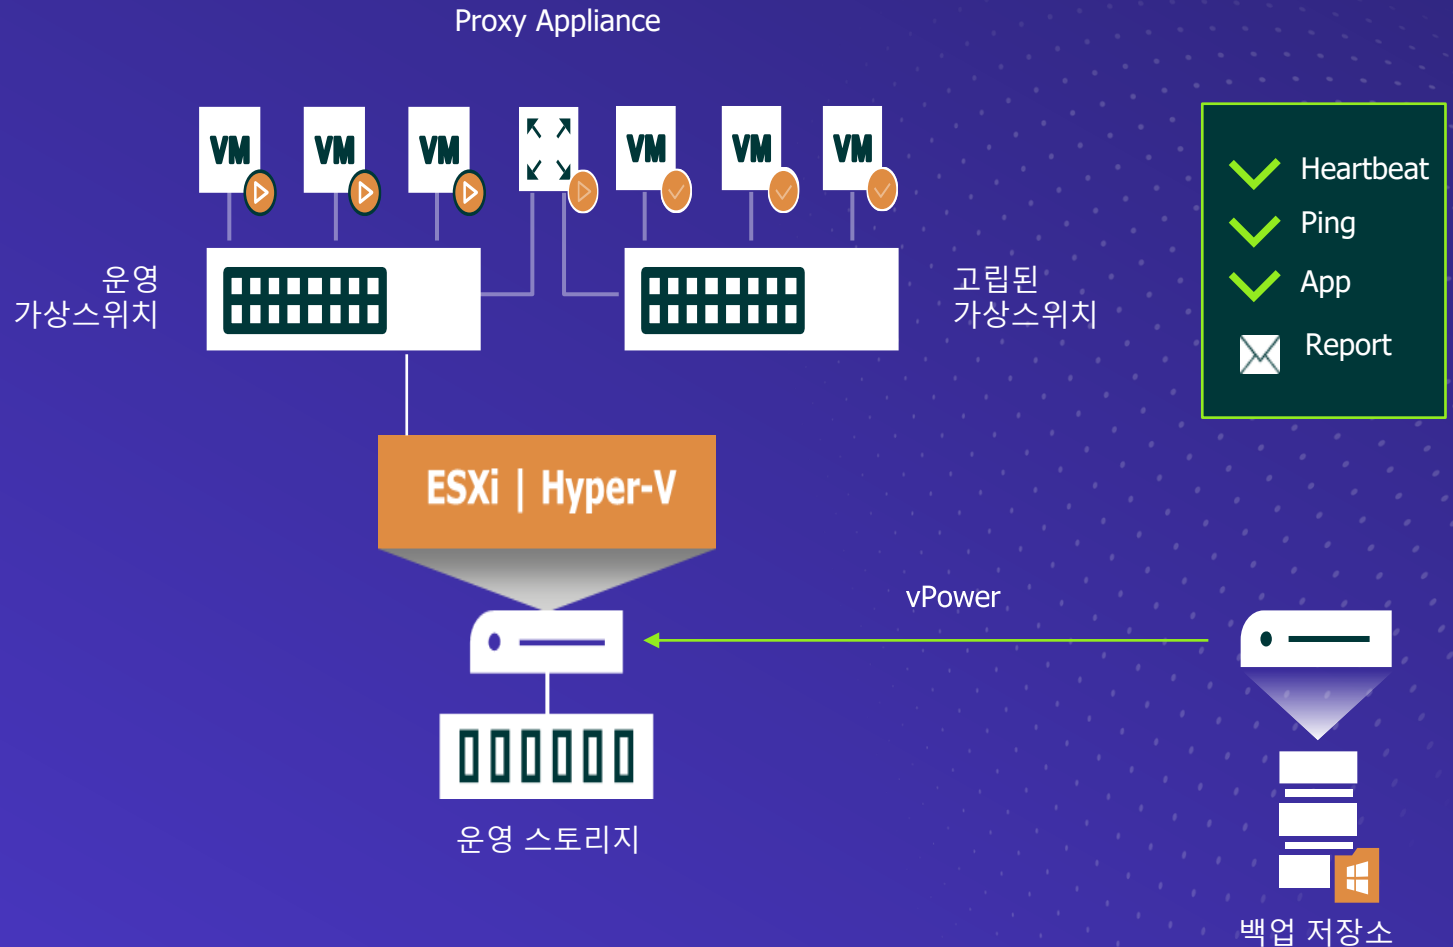 Proxy Appliance
VM
VM
VM
VM
VM
VM
Heartbeat
Ping
App
Report
운영
가상스위치
고립된
가상스위치
ESXi | Hyper-V
vPower
운영 스토리지
백업 저장소